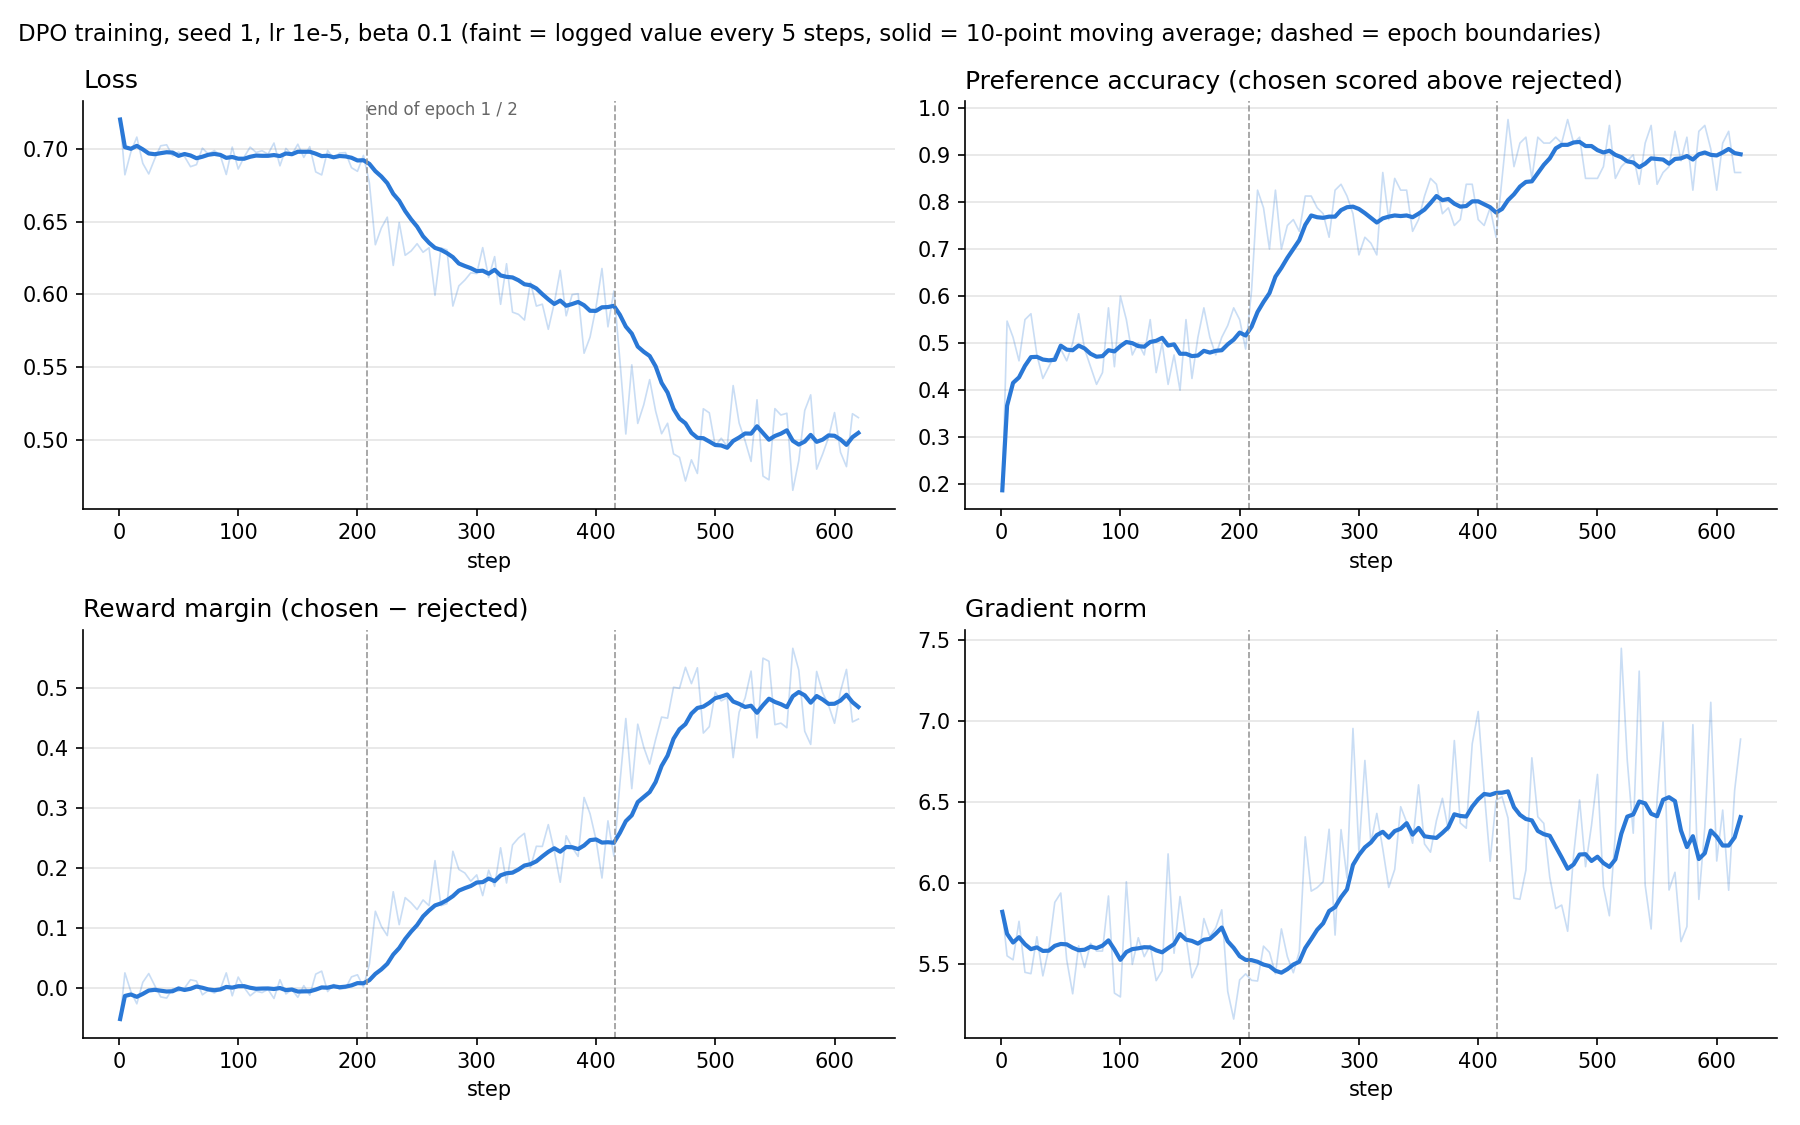 DPO training, seed 1, lr 1e-5, beta 0.1 (faint = logged value every 5 steps, solid = 10-point moving average; dashed = epoch boundaries)
Loss
end of epoch 1 / 2
0.70
0.65
0.60
0.55
0.50
0 100 200 300 400 500 600
step
Preference accuracy (chosen scored above rejected)
1.0
0.9
0.8
0.7
0.6
0.5
0.4
0.3
0.2
0 100 200 300 400 500 600
step
Reward margin (chosen − rejected)
0.5
0.4
0.3
0.2
0.1
0.0
0 100 200 300 400 500 600
step
Gradient norm
7.5
7.0
6.5
6.0
5.5
0 100 200 300 400 500 600
step